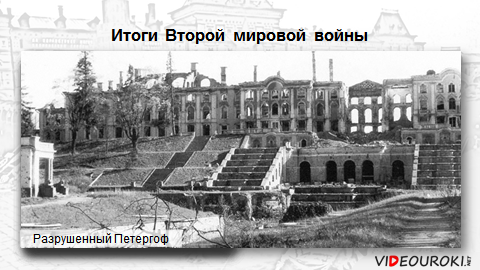 Итоги Второй мировой войны
Разрушенный Петергоф
VIDEOUROKI.NET